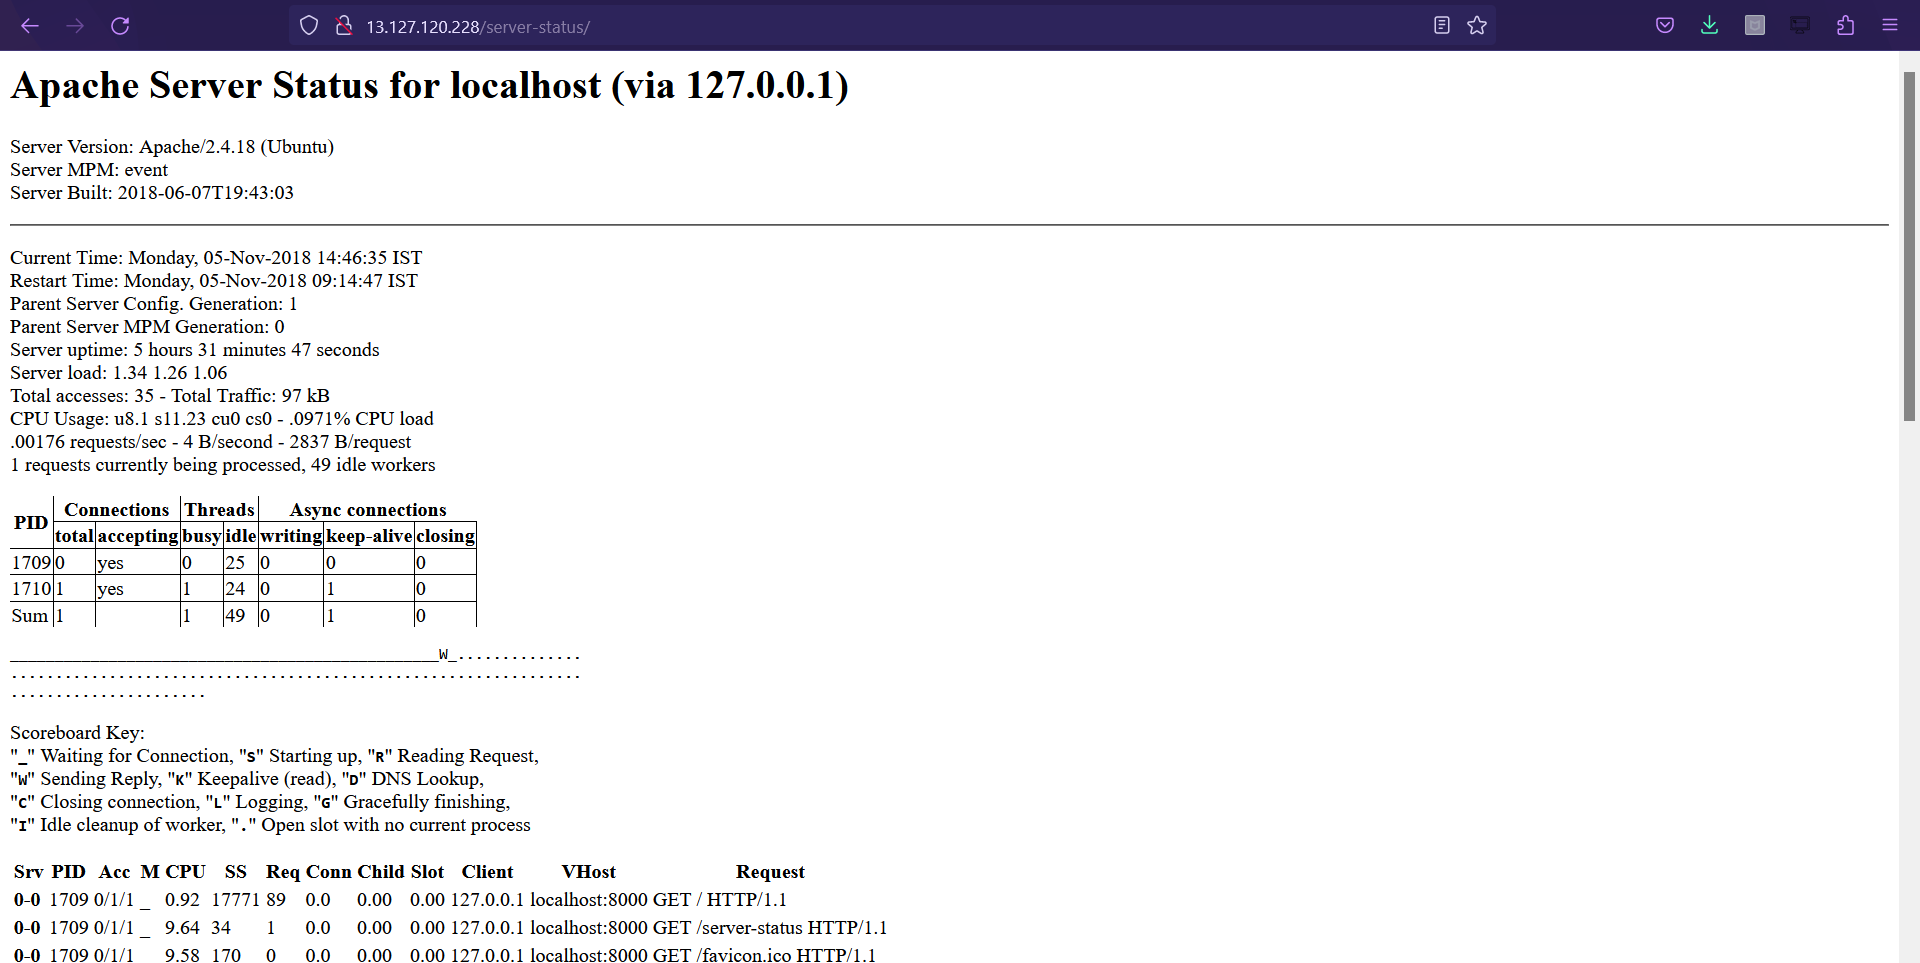 13.127.120.228/server-status/
Apache Server Status for localhost (via 127.0.0.1)
Server Version: Apache/2.4.18 (Ubuntu)
Server MPM: event
Server Built: 2018-06-07T19:43:03
Current Time: Monday, 05-Nov-2018 14:46:35 IST
Restart Time: Monday, 05-Nov-2018 09:14:47 IST
Parent Server Config. Generation: 1
Parent Server MPM Generation: 0
Server uptime: 5 hours 31 minutes 47 seconds
Server load: 1.34 1.26 1.06
Total accesses: 35 - Total Traffic: 97 kB
CPU Usage: u8.1 s11.23 cu0 cs0 - .0971% CPU load
.00176 requests/sec - 4 B/second - 2837 B/request
1 requests currently being processed, 49 idle workers
PID Connections Threads Async connections
total accepting busy idle writing keep-alive closing
1709 0 yes 0 25 0 0 0
1710 1 yes 1 24 0 1 0
Sum 1 1 49 0 1 0
________________________________________________W_..............
................................................................
......................
Scoreboard Key:
"_" Waiting for Connection, "S" Starting up, "R" Reading Request,
"W" Sending Reply, "K" Keepalive (read), "D" DNS Lookup,
"C" Closing connection, "L" Logging, "G" Gracefully finishing,
"I" Idle cleanup of worker, "." Open slot with no current process
Srv PID Acc M CPU SS Req Conn Child Slot Client VHost Request
0-0 1709 0/1/1 _ 0.92 17771 89 0.0 0.00 0.00 127.0.0.1 localhost:8000 GET / HTTP/1.1
0-0 1709 0/1/1 _ 9.64 34 1 0.0 0.00 0.00 127.0.0.1 localhost:8000 GET /server-status HTTP/1.1
0-0 1709 0/1/1 9.58 170 0 0.0 0.00 0.00 127.0.0.1 localhost:8000 GET /favicon.ico HTTP/1.1